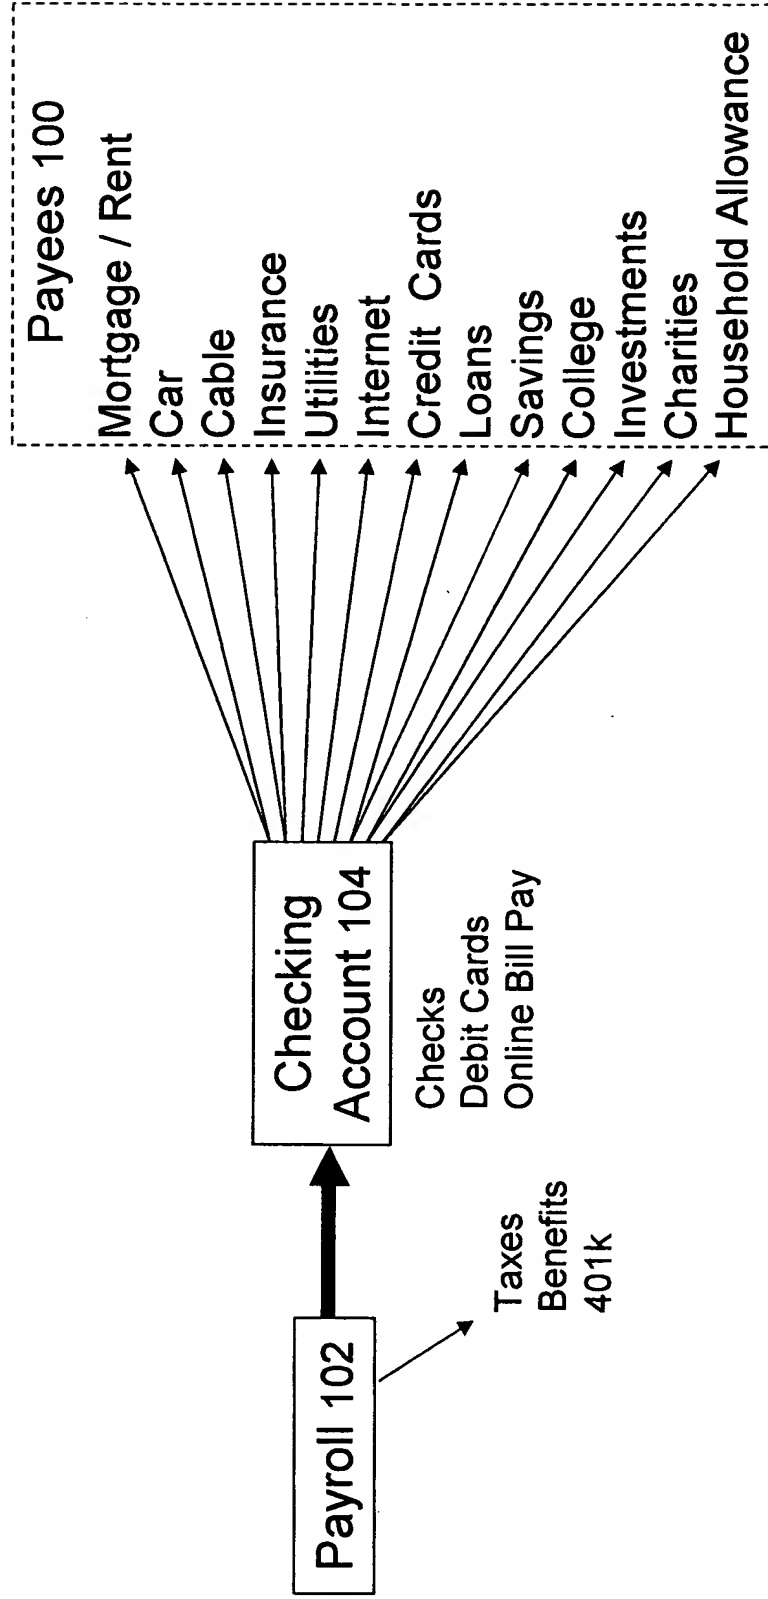 Payroll 102
Taxes
Benefits
401k
Checking
Account 104
Checks
Debit Cards
Online Bill Pay
Payees 100
Mortgage / Rent
Car
Cable
Insurance
Utilities
Internet
Credit Cards
Loans
Savings
College
Investments
Charities
Household Allowance